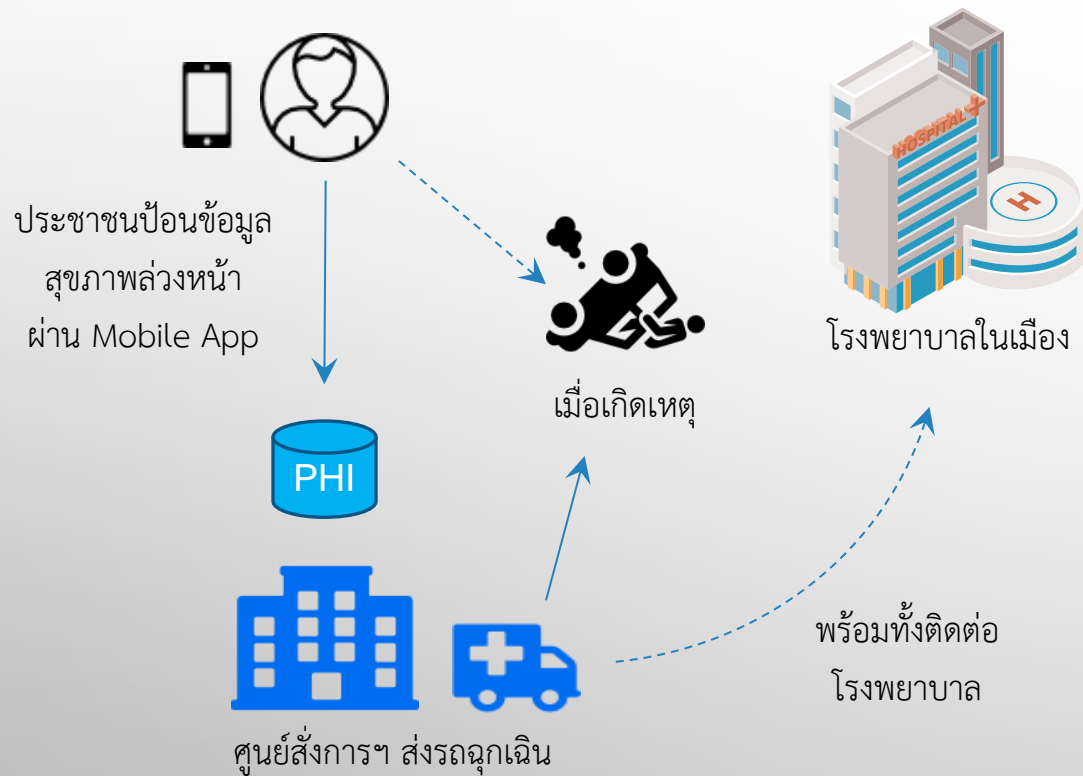 HOSPITAL
H
ประชาชนป้อนข้อมูล
สุขภาพล่วงหน้า
ผ่าน Mobile App
โรงพยาบาลในเมือง
เมื่อเกิดเหตุ
PHI
พร้อมทั้งติดต่อ
โรงพยาบาล
ศูนย์สั่งการฯ ส่งรถฉุกเฉิน